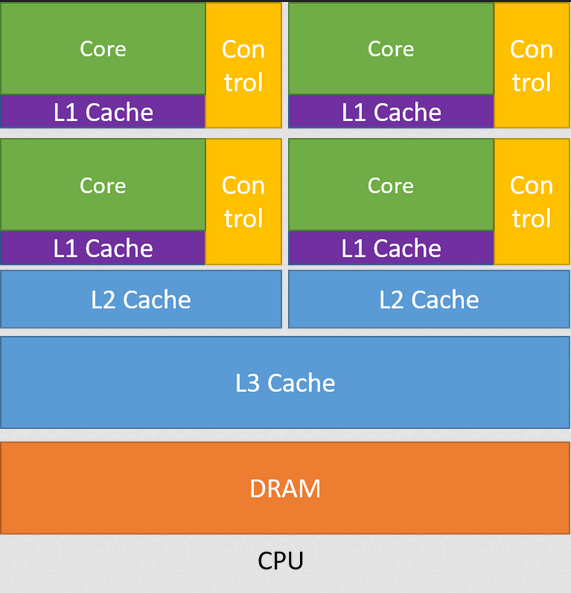 Core
Con
trol
L1 Cache
Core
Con
trol
L1 Cache
Core
Con
trol
L1 Cache
Core
Con
trol
L1 Cache
L2 Cache
L2 Cache
L3 Cache
DRAM
CPU